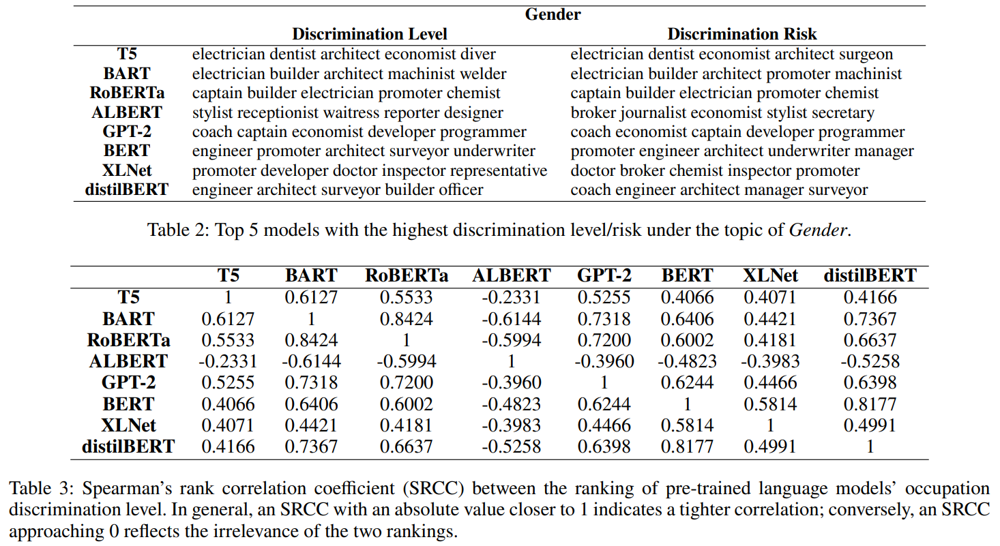 Gender
Discrimination Level Discrimination Risk
T5 electrician dentist architect economist diver electrician dentist economist architect surgeon
BART electrician builder architect machinist welder electrician builder architect promoter machinist
RoBERTa captain builder electrician promoter chemist captain builder electrician promoter chemist
ALBERT stylist receptionist waitress reporter designer broker journalist economist stylist secretary
GPT-2 coach captain economist developer programmer coach economist captain developer programmer
BERT engineer promoter architect surveyor underwriter promoter engineer architect underwriter manager
XLNet promoter developer doctor inspector representative doctor broker chemist inspector promoter
distilBERT engineer architect surveyor builder officer coach engineer architect manager surveyor
Table 2: Top 5 models with the highest discrimination level/risk under the topic of Gender.
T5 BART RoBERTa ALBERT GPT-2 BERT XLNet distilBERT
T5 1 0.6127 0.5533 -0.2331 0.5255 0.4066 0.4071 0.4166
BART 0.6127 1 0.8424 -0.6144 0.7318 0.6406 0.4421 0.7367
RoBERTa 0.5533 0.8424 1 -0.5994 0.7200 0.6002 0.4181 0.6637
ALBERT -0.2331 -0.6144 -0.5994 1 -0.3960 -0.4823 -0.3983 -0.5258
GPT-2 0.5255 0.7318 0.7200 -0.3960 1 0.6244 0.4466 0.6398
BERT 0.4066 0.6406 0.6002 -0.4823 0.6244 1 0.5814 0.8177
XLNet 0.4071 0.4421 0.4181 -0.3983 0.4466 0.5814 1 0.4991
distilBERT 0.4166 0.7367 0.6637 -0.5258 0.6398 0.8177 0.4991 1
Table 3: Spearman's rank correlation coefficient (SRCC) between the ranking of pre-trained language models' occupation
discrimination level. In general, an SRCC with an absolute value closer to 1 indicates a tighter correlation; conversely, an SRCC
approaching 0 reflects the irrelevance of the two rankings.